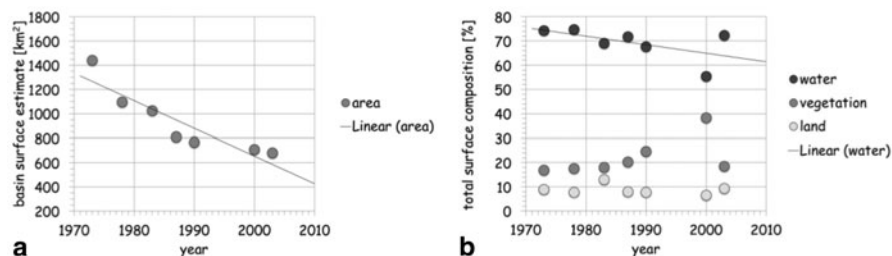 1800
1600
1400
1200
1000
800
600
400
200
1970 1980 1990 2000 2010
basin surface estimate [km²]
year
area
Linear (area)
a
80
70
60
50
40
30
20
10
0
1970 1980 1990 2000 2010
total surface composition [%]
year
water
vegetation
land
Linear (water)
b